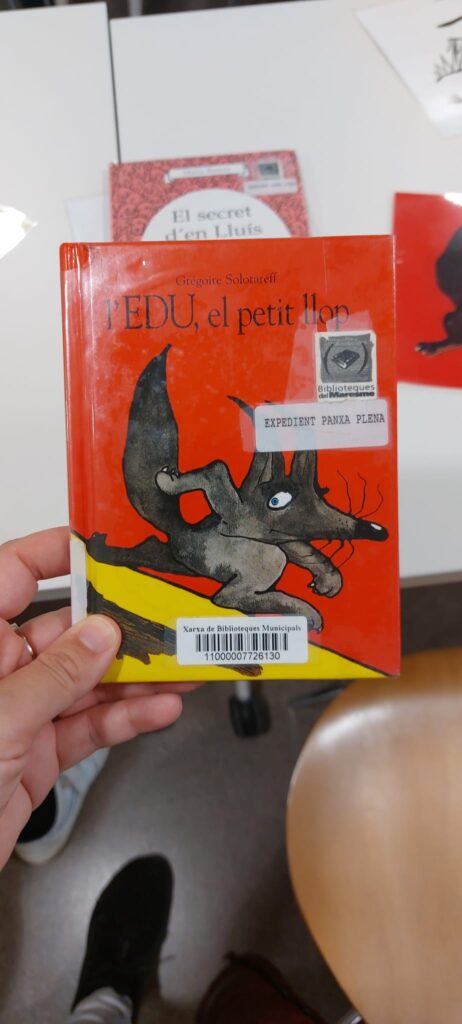 El secret
d'en Lluís
Grégoire Solotareff
l'EDU, el petit llop
Biblioteques
del Maresme
EXPEDIENT PANXA PLENA
Xarxa de Biblioteques Municipals
11000007726130